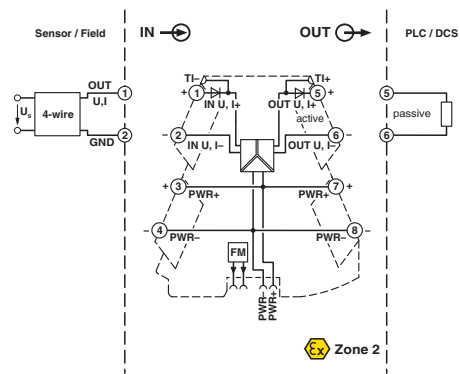 Sensor / Field
IN
OUT
PLC / DCS
TI–
TI+
OUT
1
+ 1
5 +
5
IN U, I+
OUT U, I+
U,I
Us
4-wire
active
passive
2
GND
– 2
6 –
6
IN U, I–
OUT U, I–
+ 3
7 +
PWR+
PWR+
– 4
8 –
PWR–
PWR–
FM
PWR–
PWR+
Ex Zone 2